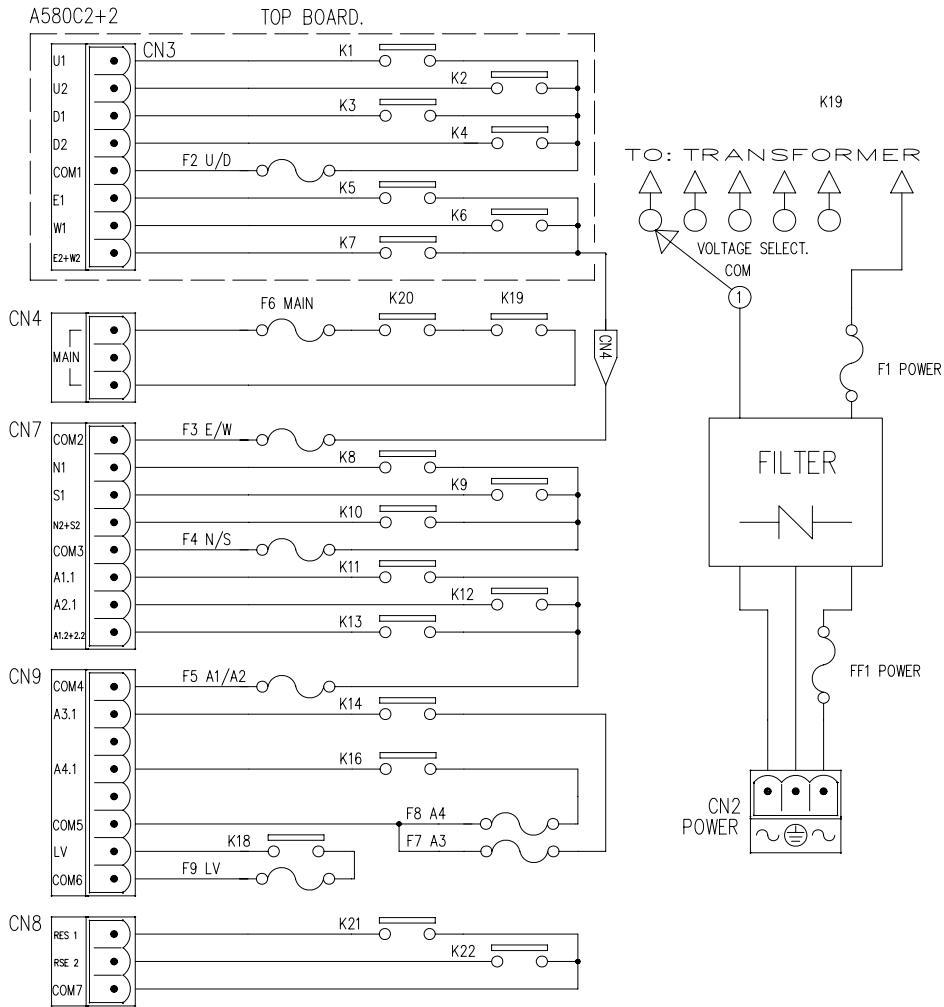 A580C2+2
TOP BOARD.
CN3
U1
K1
U2
K2
D1
K3
D2
K4
COM1
F2 U/D
E1
K5
W1
K6
E2+W2
K7
CN4
MAIN
F6 MAIN
K20
K19
CN4
CN7
COM2
F3 E/W
N1
K8
S1
K9
N2+S2
K10
COM3
F4 N/S
A1.1
K11
A2.1
K12
A1.2+2.2
K13
CN9
COM4
F5 A1/A2
A3.1
K14
A4.1
K16
COM5
F8 A4
F7 A3
LV
K18
COM6
F9 LV
CN8
RES 1
K21
RSE 2
K22
COM7
K19
TO: TRANSFORMER
VOLTAGE SELECT.
COM
1
F1 POWER
FILTER
FF1 POWER
CN2
POWER